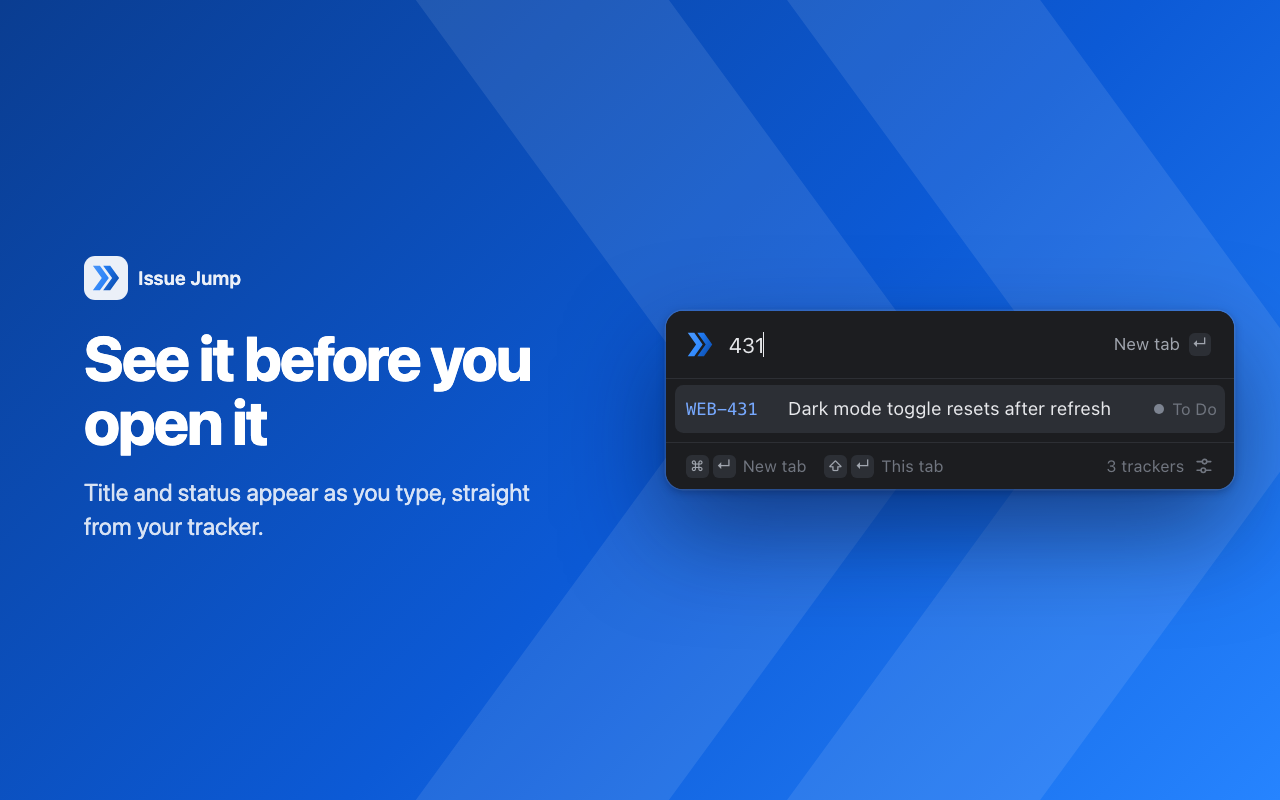 Issue Jump
See it before you
open it
Title and status appear as you type, straight
from your tracker.
431
New tab ↵
WEB-431 Dark mode toggle resets after refresh To Do
⌘ ↵ New tab ⇧ ↵ This tab 3 trackers